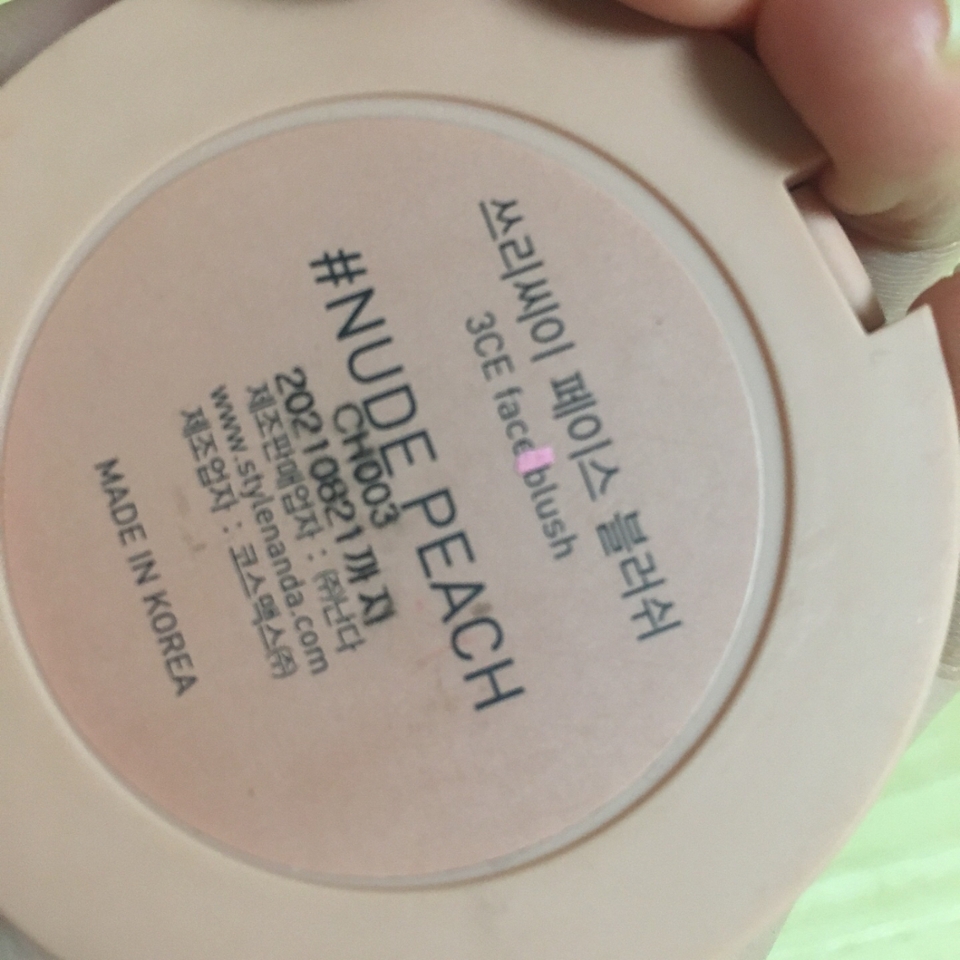 쓰리씨이 페이스 블러쉬
3CE face blush
#NUDE PEACH
CH003
20210821까지
제조판매업자 : ㈜난다
www.stylenanda.com
제조업자 : 코스맥스㈜
MADE IN KOREA